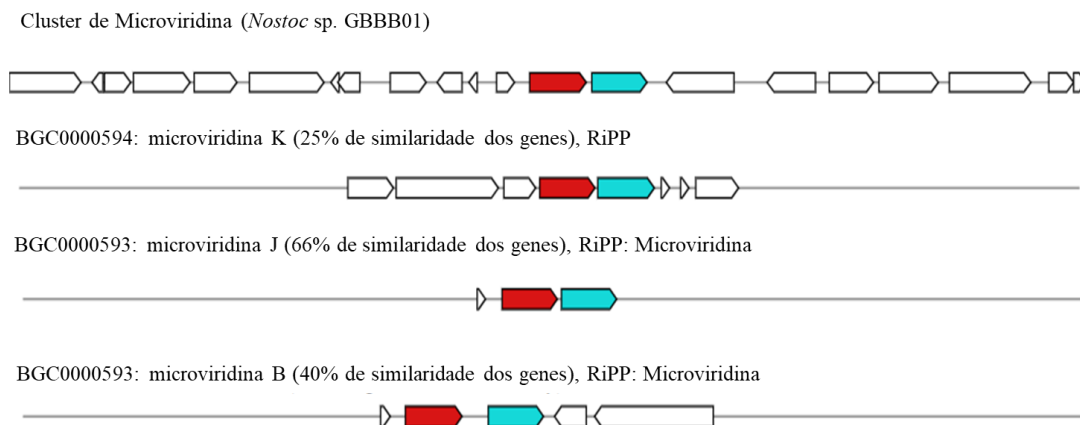 Cluster de Microviridina (Nostoc sp. GBBB01)
BGC0000594: microviridina K (25% de similaridade dos genes), RiPP
BGC0000593: microviridina J (66% de similaridade dos genes), RiPP: Microviridina
BGC0000593: microviridina B (40% de similaridade dos genes), RiPP: Microviridina